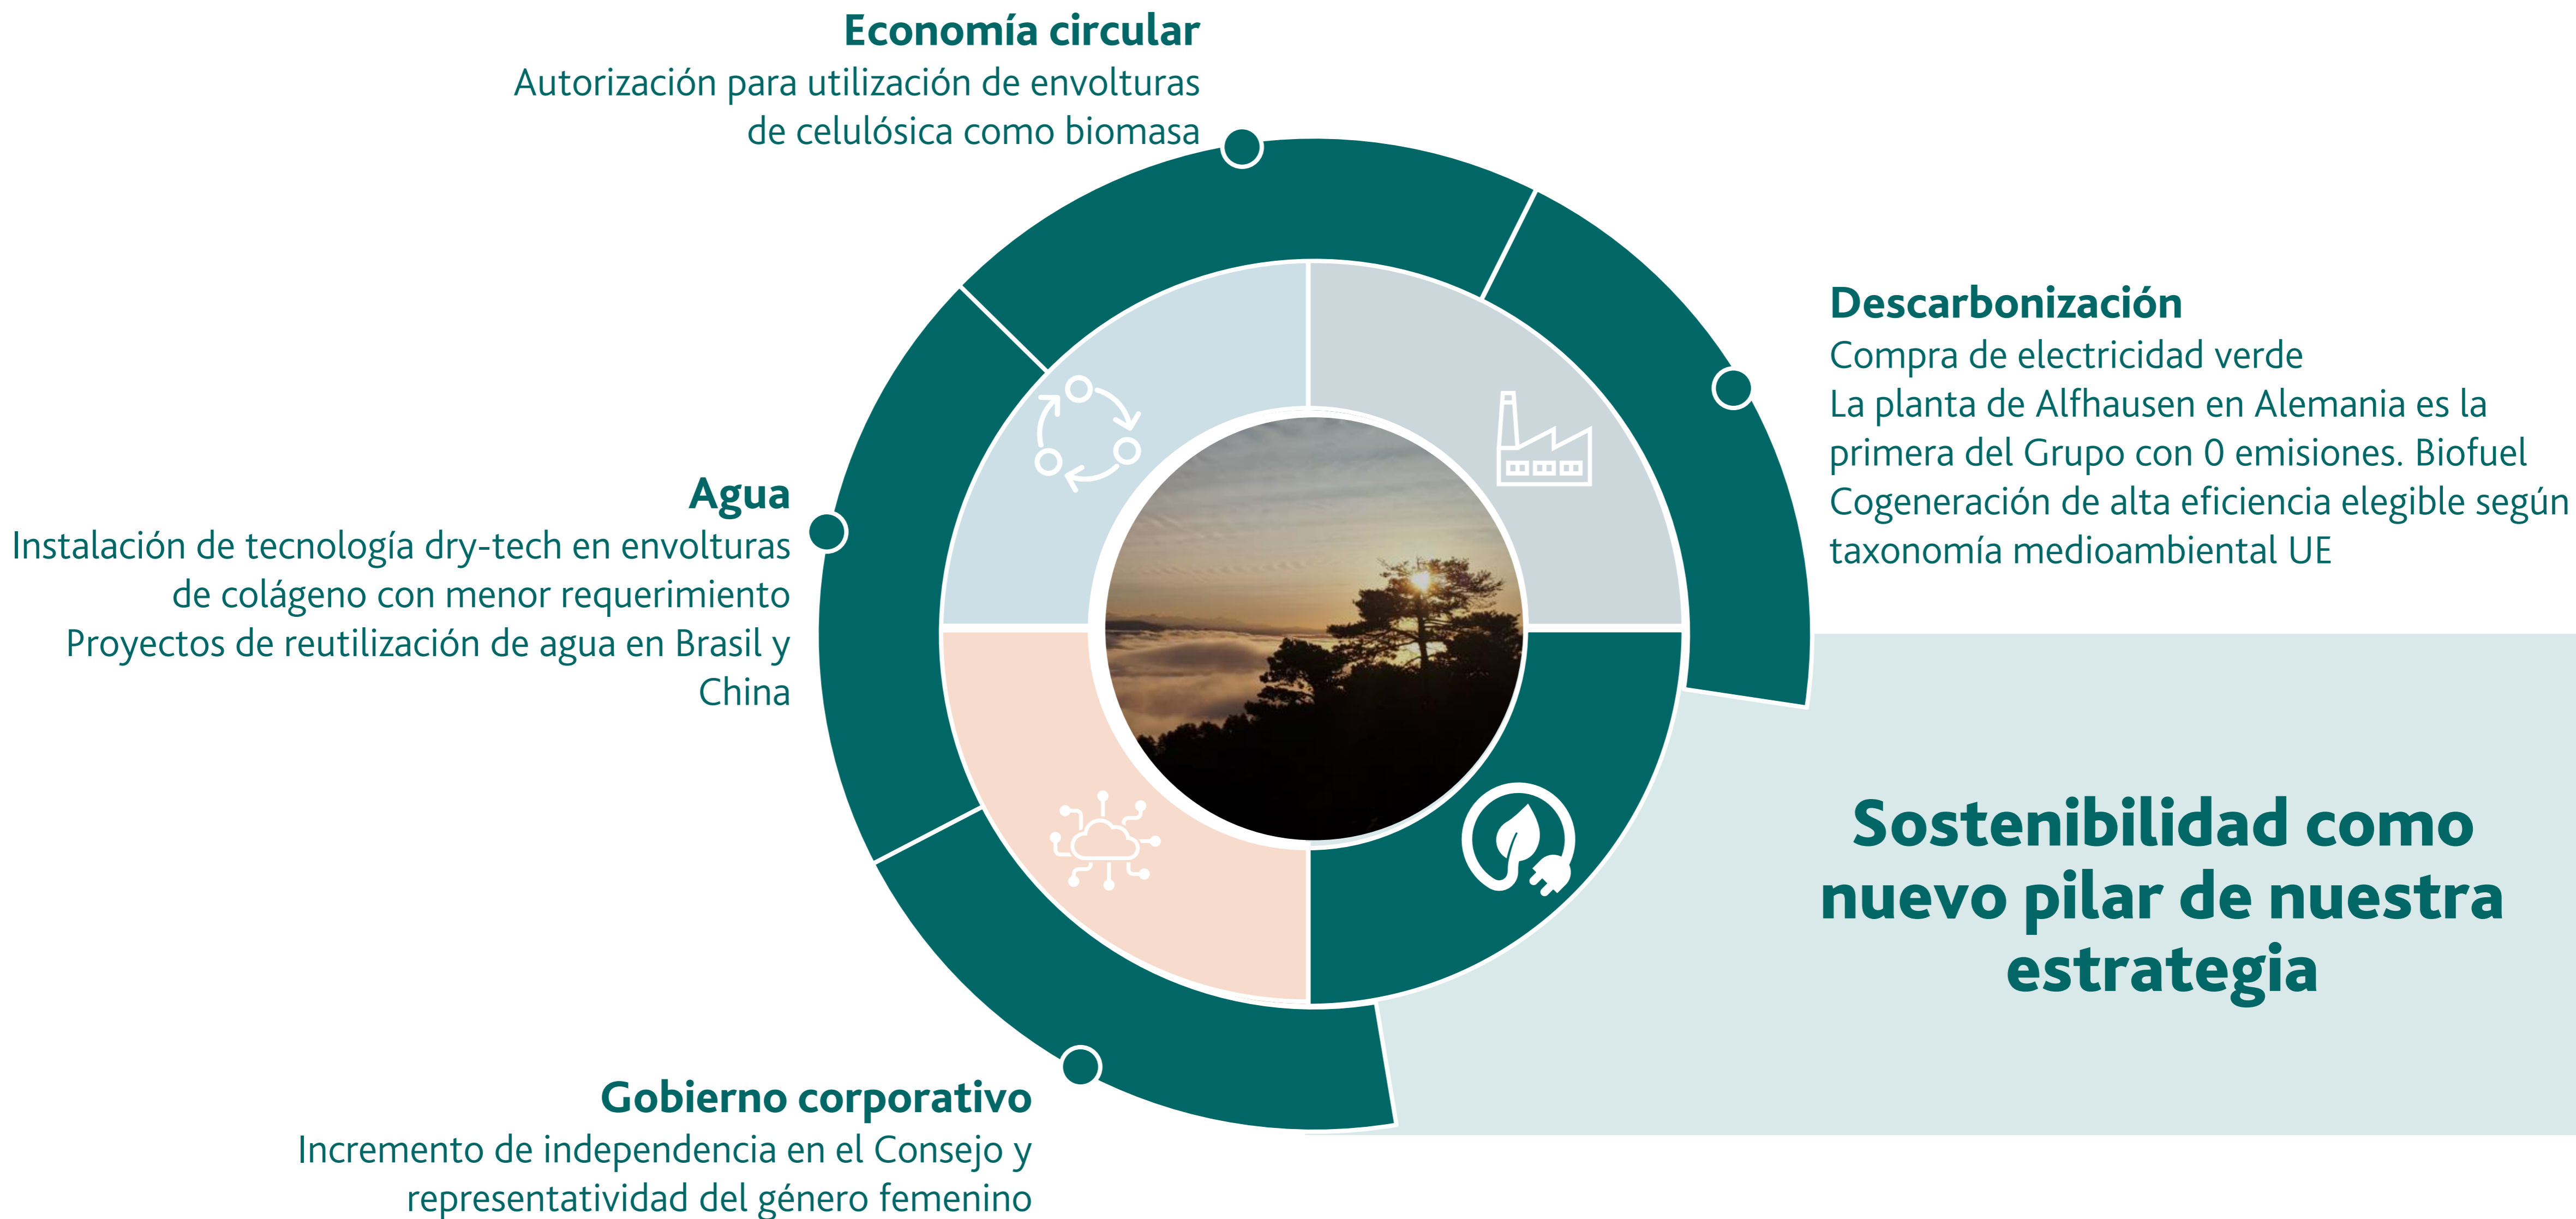 Economía circular
Autorización para utilización de envolturas
de celulósica como biomasa
Descarbonización
Compra de electricidad verde
La planta de Alfhausen en Alemania es la
primera del Grupo con 0 emisiones. Biofuel
Cogeneración de alta eficiencia elegible según
taxonomía medioambiental UE
Agua
Instalación de tecnología dry-tech en envolturas
de colágeno con menor requerimiento
Proyectos de reutilización de agua en Brasil y
China
Sostenibilidad como
nuevo pilar de nuestra
estrategia
Gobierno corporativo
Incremento de independencia en el Consejo y
representatividad del género femenino